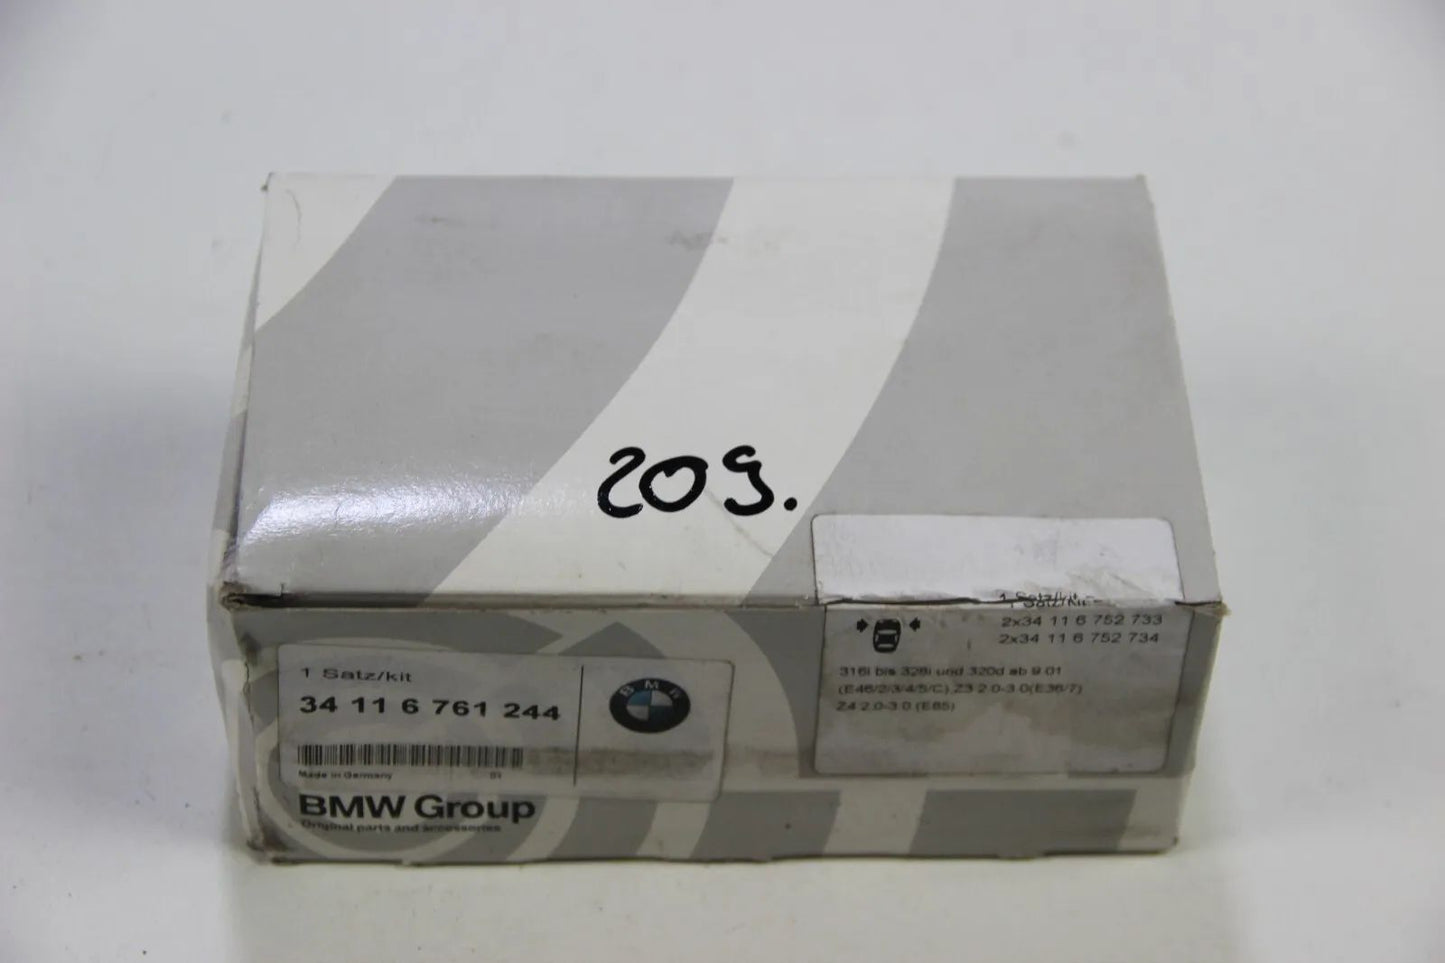 209.
1 Satz/kit
2x34 11 6 752 733
2x34 11 6 752 734
316i bis 328i und 320d ab 9.01
(E46/2/3/4/5/C),Z3 2.0-3.0(E36/7)
Z4 2.0-3.0 (E85)
1 Satz/kit
34 11 6 761 244
BMW
Made in Germany
BMW Group
Original parts and accessories